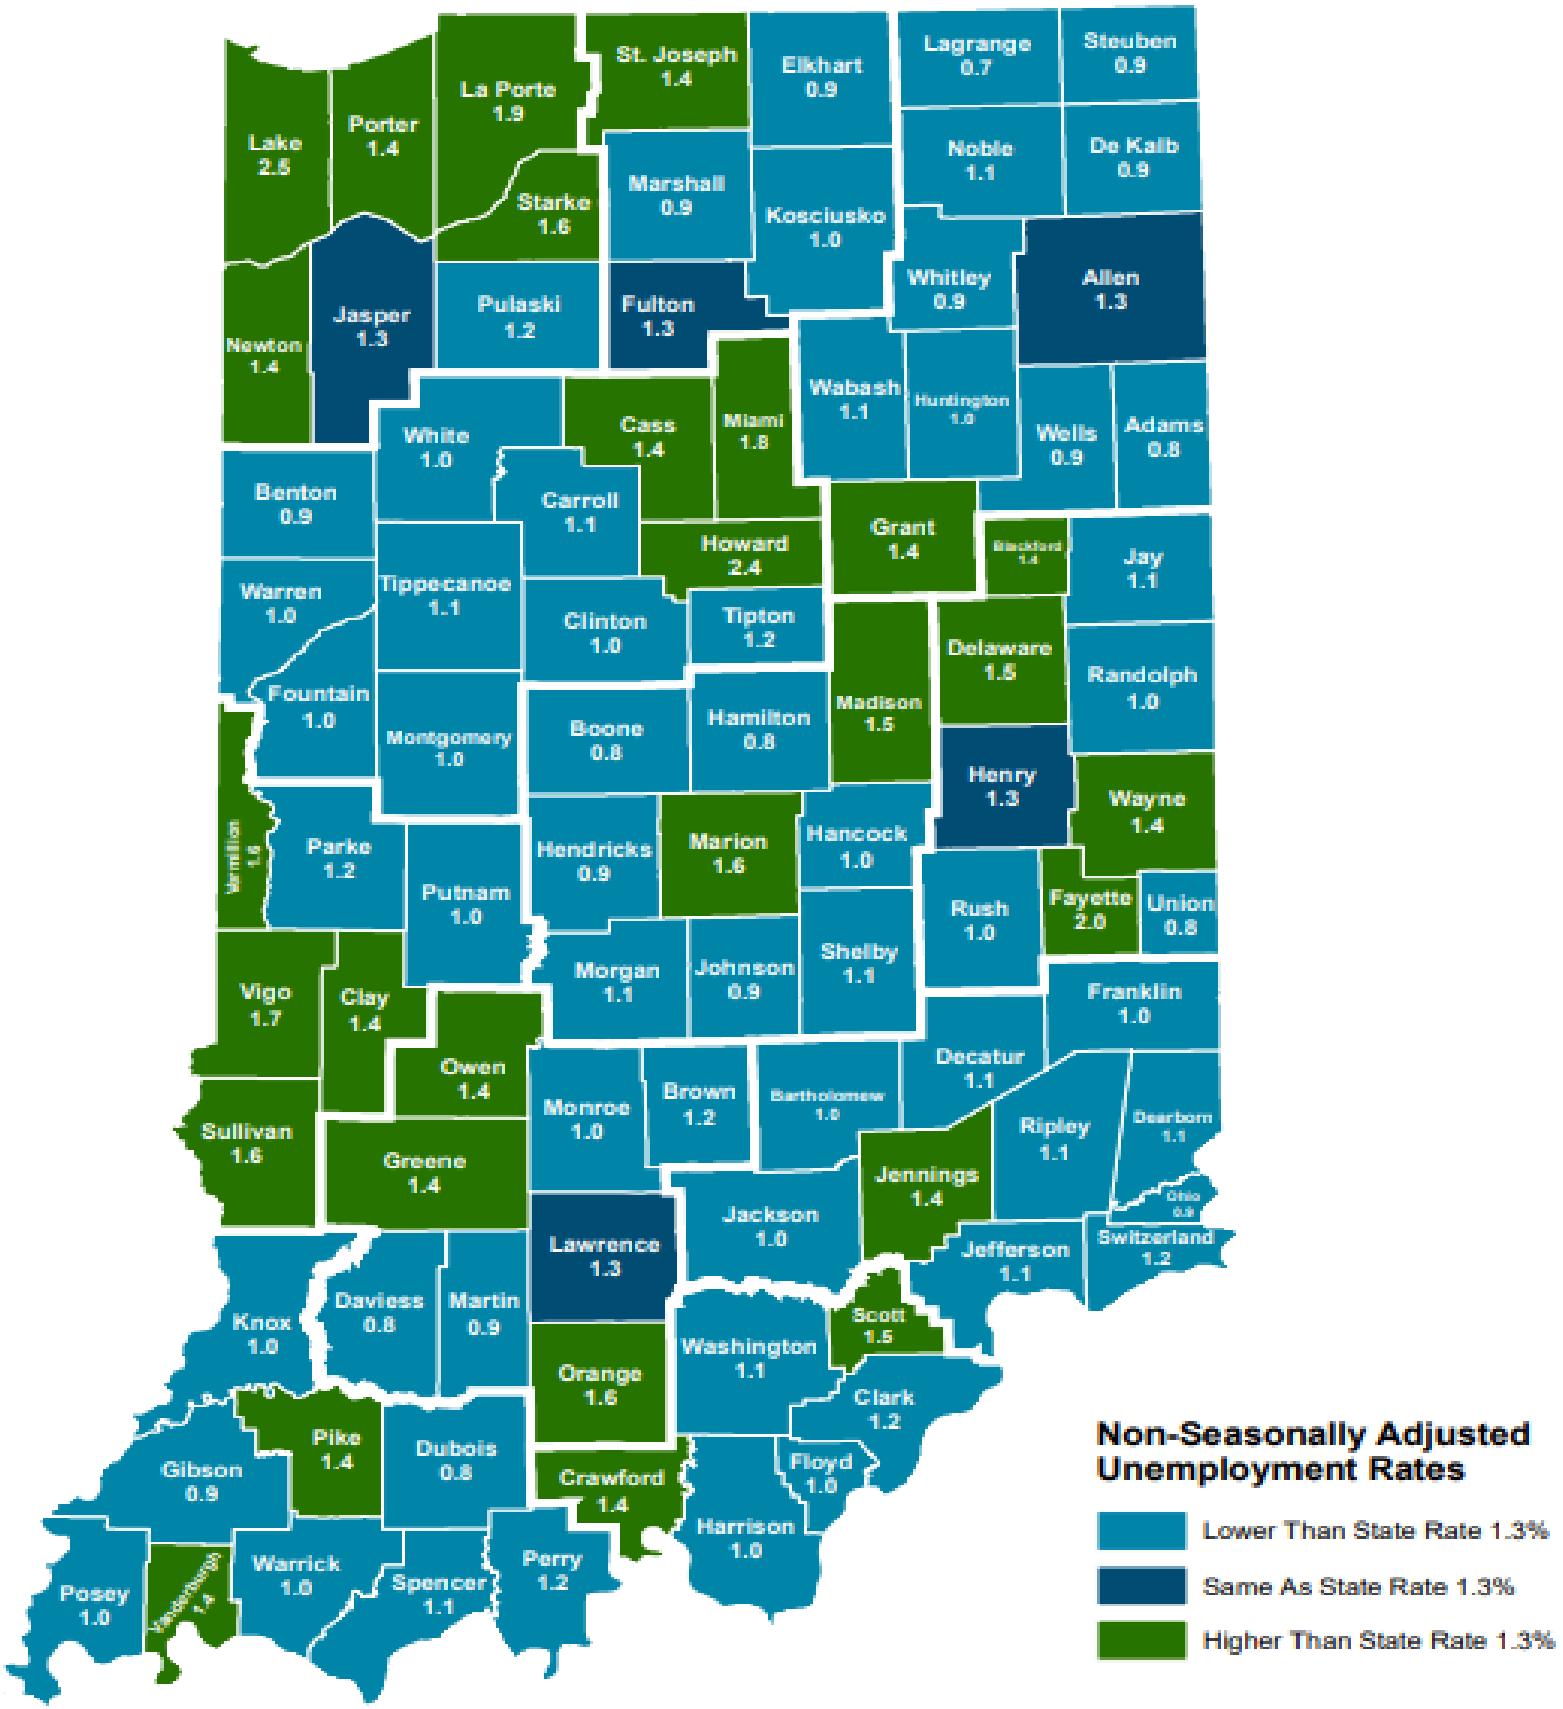 Lagrange
0.7
Steuben
0.9
St. Joseph
1.4
Elkhart
0.9
La Porte
1.9
Porter
1.4
Lake
2.5
Noble
1.1
De Kalb
0.9
Marshall
0.9
Starke
1.6
Kosciusko
1.0
Whitley
0.9
Allen
1.3
Jasper
1.3
Pulaski
1.2
Fulton
1.3
Newton
1.4
Wabash
1.1
Huntington
1.0
Wells
0.9
Adams
0.8
White
1.0
Cass
1.4
Miami
1.8
Benton
0.9
Carroll
1.1
Grant
1.4
Howard
2.4
Blackford
1.4
Jay
1.1
Warren
1.0
Tippecanoe
1.1
Clinton
1.0
Tipton
1.2
Delaware
1.5
Randolph
1.0
Fountain
1.0
Madison
1.5
Montgomery
1.0
Boone
0.8
Hamilton
0.8
Henry
1.3
Wayne
1.4
Vermillion
1.6
Parke
1.2
Putnam
1.0
Hendricks
0.9
Marion
1.6
Hancock
1.0
Rush
1.0
Fayette
2.0
Union
0.8
Vigo
1.7
Clay
1.4
Morgan
1.1
Johnson
0.9
Shelby
1.1
Franklin
1.0
Owen
1.4
Decatur
1.1
Monroe
1.0
Brown
1.2
Bartholomew
1.0
Ripley
1.1
Dearborn
1.1
Sullivan
1.6
Greene
1.4
Jennings
1.4
Ohio
0.9
Jackson
1.0
Lawrence
1.3
Jefferson
1.1
Switzerland
1.2
Knox
1.0
Daviess
0.8
Martin
0.9
Scott
1.5
Washington
1.1
Orange
1.6
Clark
1.2
Pike
1.4
Dubois
0.8
Gibson
0.9
Crawford
1.4
Floyd
1.0
Harrison
1.0
Posey
1.0
Vanderburgh
1.4
Warrick
1.0
Spencer
1.1
Perry
1.2
Non-Seasonally Adjusted
Unemployment Rates
Lower Than State Rate 1.3%
Same As State Rate 1.3%
Higher Than State Rate 1.3%